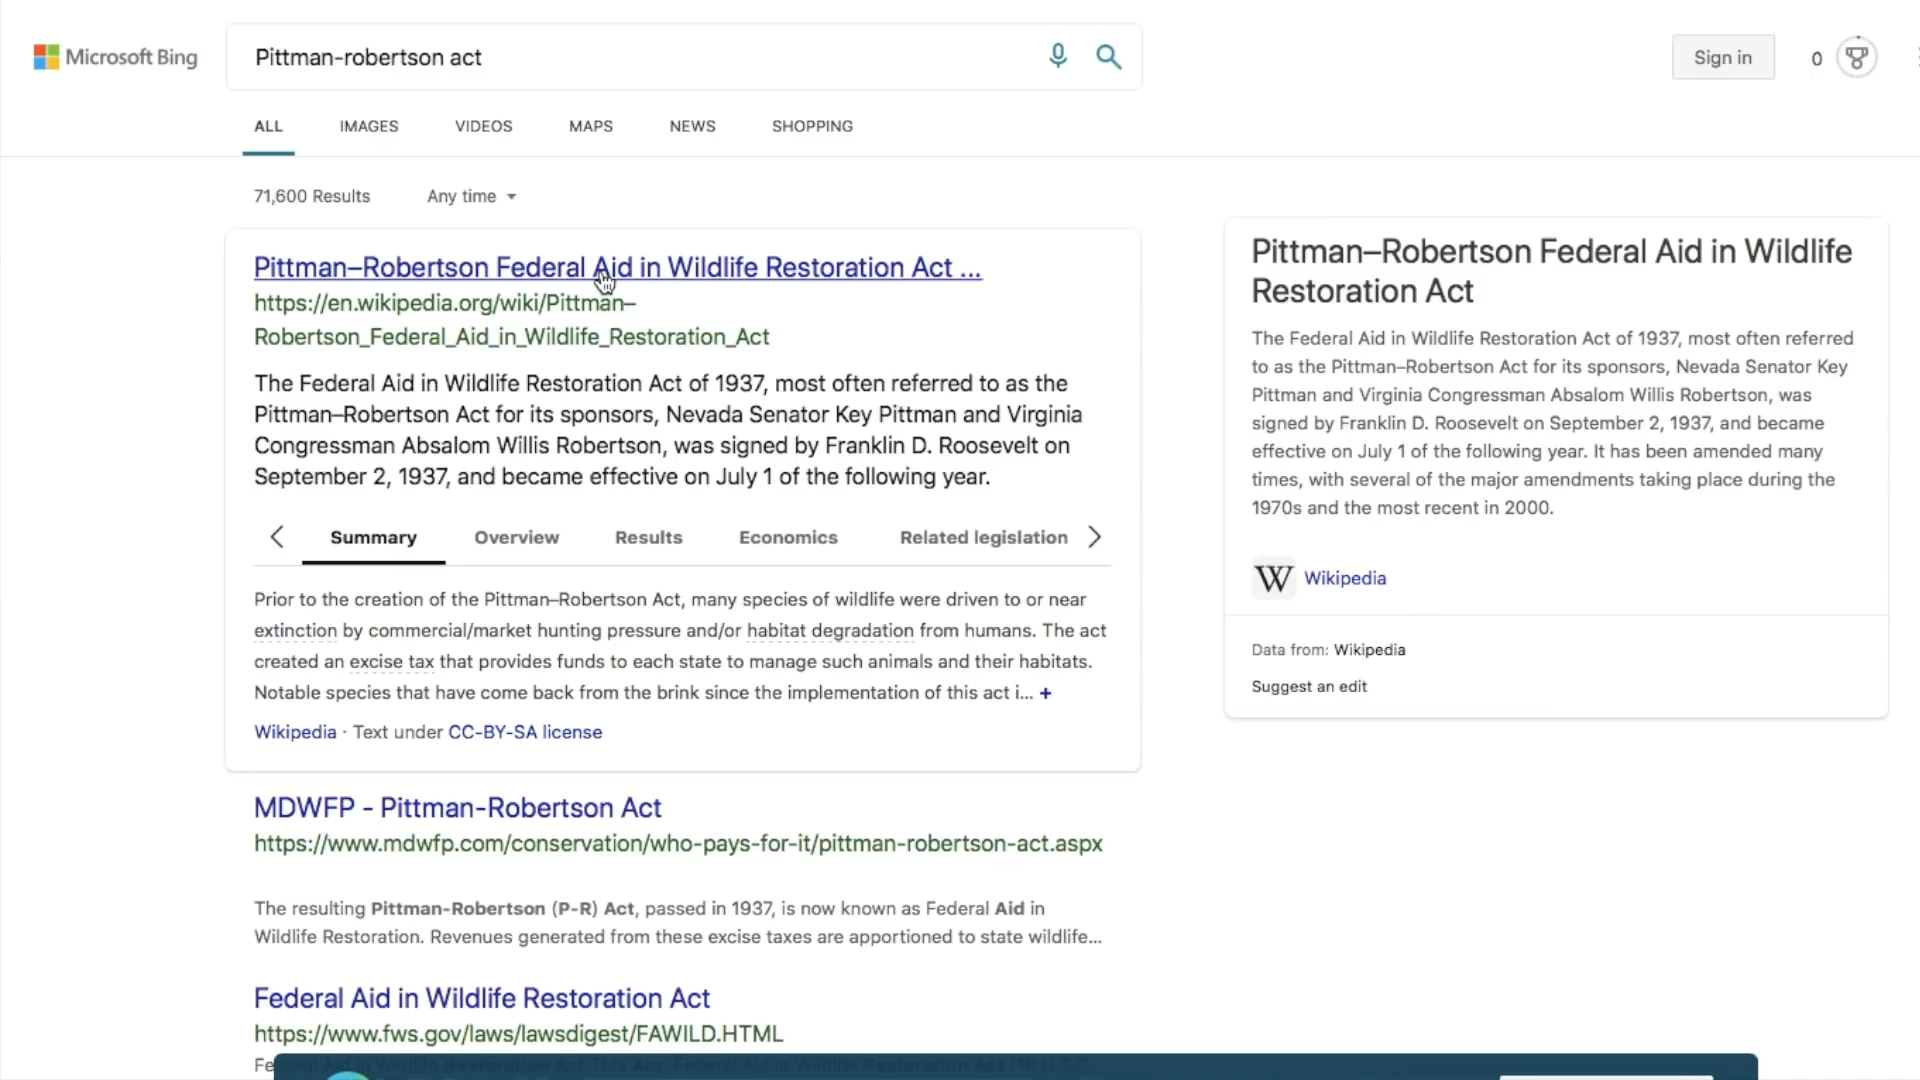 Microsoft Bing
Pittman-robertson act
Sign in
0
ALL
IMAGES
VIDEOS
MAPS
NEWS
SHOPPING
71,600 Results
Any time
Pittman–Robertson Federal Aid in Wildlife Restoration Act ...
https://en.wikipedia.org/wiki/Pittman–
Robertson_Federal_Aid_in_Wildlife_Restoration_Act
The Federal Aid in Wildlife Restoration Act of 1937, most often referred to as the
Pittman–Robertson Act for its sponsors, Nevada Senator Key Pittman and Virginia
Congressman Absalom Willis Robertson, was signed by Franklin D. Roosevelt on
September 2, 1937, and became effective on July 1 of the following year.
Summary
Overview
Results
Economics
Related legislation
Prior to the creation of the Pittman–Robertson Act, many species of wildlife were driven to or near
extinction by commercial/market hunting pressure and/or habitat degradation from humans. The act
created an excise tax that provides funds to each state to manage such animals and their habitats.
Notable species that have come back from the brink since the implementation of this act i... +
Wikipedia · Text under CC-BY-SA license
MDWFP - Pittman-Robertson Act
https://www.mdwfp.com/conservation/who-pays-for-it/pittman-robertson-act.aspx
The resulting Pittman-Robertson (P-R) Act, passed in 1937, is now known as Federal Aid in
Wildlife Restoration. Revenues generated from these excise taxes are apportioned to state wildlife...
Federal Aid in Wildlife Restoration Act
https://www.fws.gov/laws/lawsdigest/FAWILD.HTML
Pittman–Robertson Federal Aid in Wildlife
Restoration Act
The Federal Aid in Wildlife Restoration Act of 1937, most often referred
to as the Pittman–Robertson Act for its sponsors, Nevada Senator Key
Pittman and Virginia Congressman Absalom Willis Robertson, was
signed by Franklin D. Roosevelt on September 2, 1937, and became
effective on July 1 of the following year. It has been amended many
times, with several of the major amendments taking place during the
1970s and the most recent in 2000.
W Wikipedia
Data from: Wikipedia
Suggest an edit